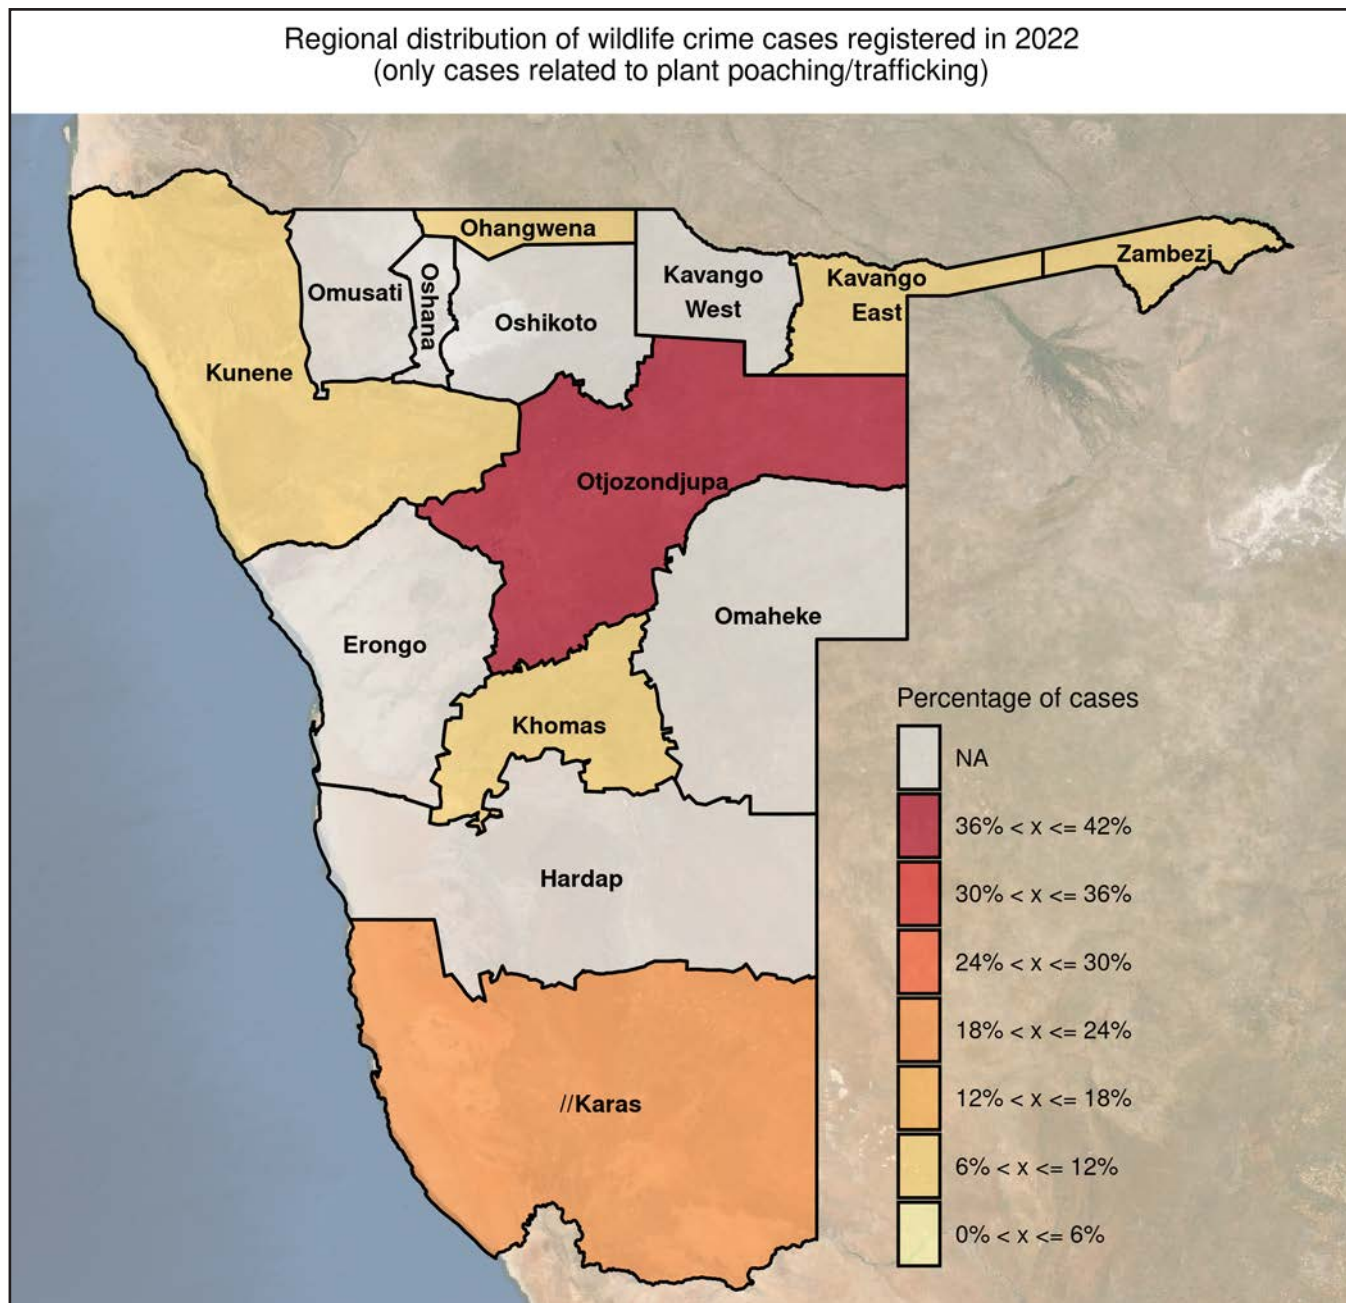 Regional distribution of wildlife crime cases registered in 2022
(only cases related to plant poaching/trafficking)
Ohangwena
Zambezi
Kavango
West
Kavango
East
Omusati
Oshana
Oshikoto
Kunene
Otjozondjupa
Omaheke
Erongo
Khomas
Hardap
//Karas
Percentage of cases
NA
36% < x <= 42%
30% < x <= 36%
24% < x <= 30%
18% < x <= 24%
12% < x <= 18%
6% < x <= 12%
0% < x <= 6%